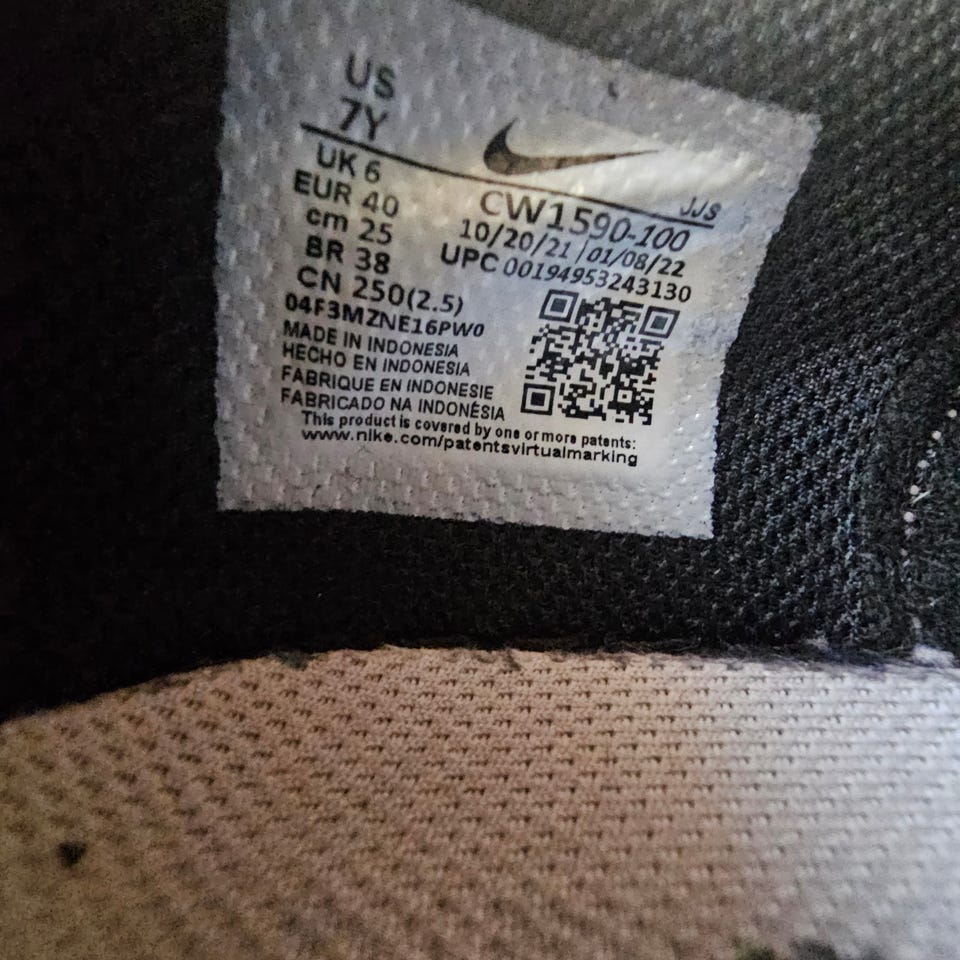 US
7Y
UK 6
EUR 40
cm 25
BR 38
CN 250(2.5)
JJS
CW1590-100
10/20/21 | 01/08/22
UPC 00194953243130
04F3MZNE16PW0
MADE IN INDONESIA
HECHO EN INDONESIA
FABRIQUE EN INDONESIE
FABRICADO NA INDONÉSIA
This product is covered by one or more patents:
www.nike.com/patentsvirtualmarking